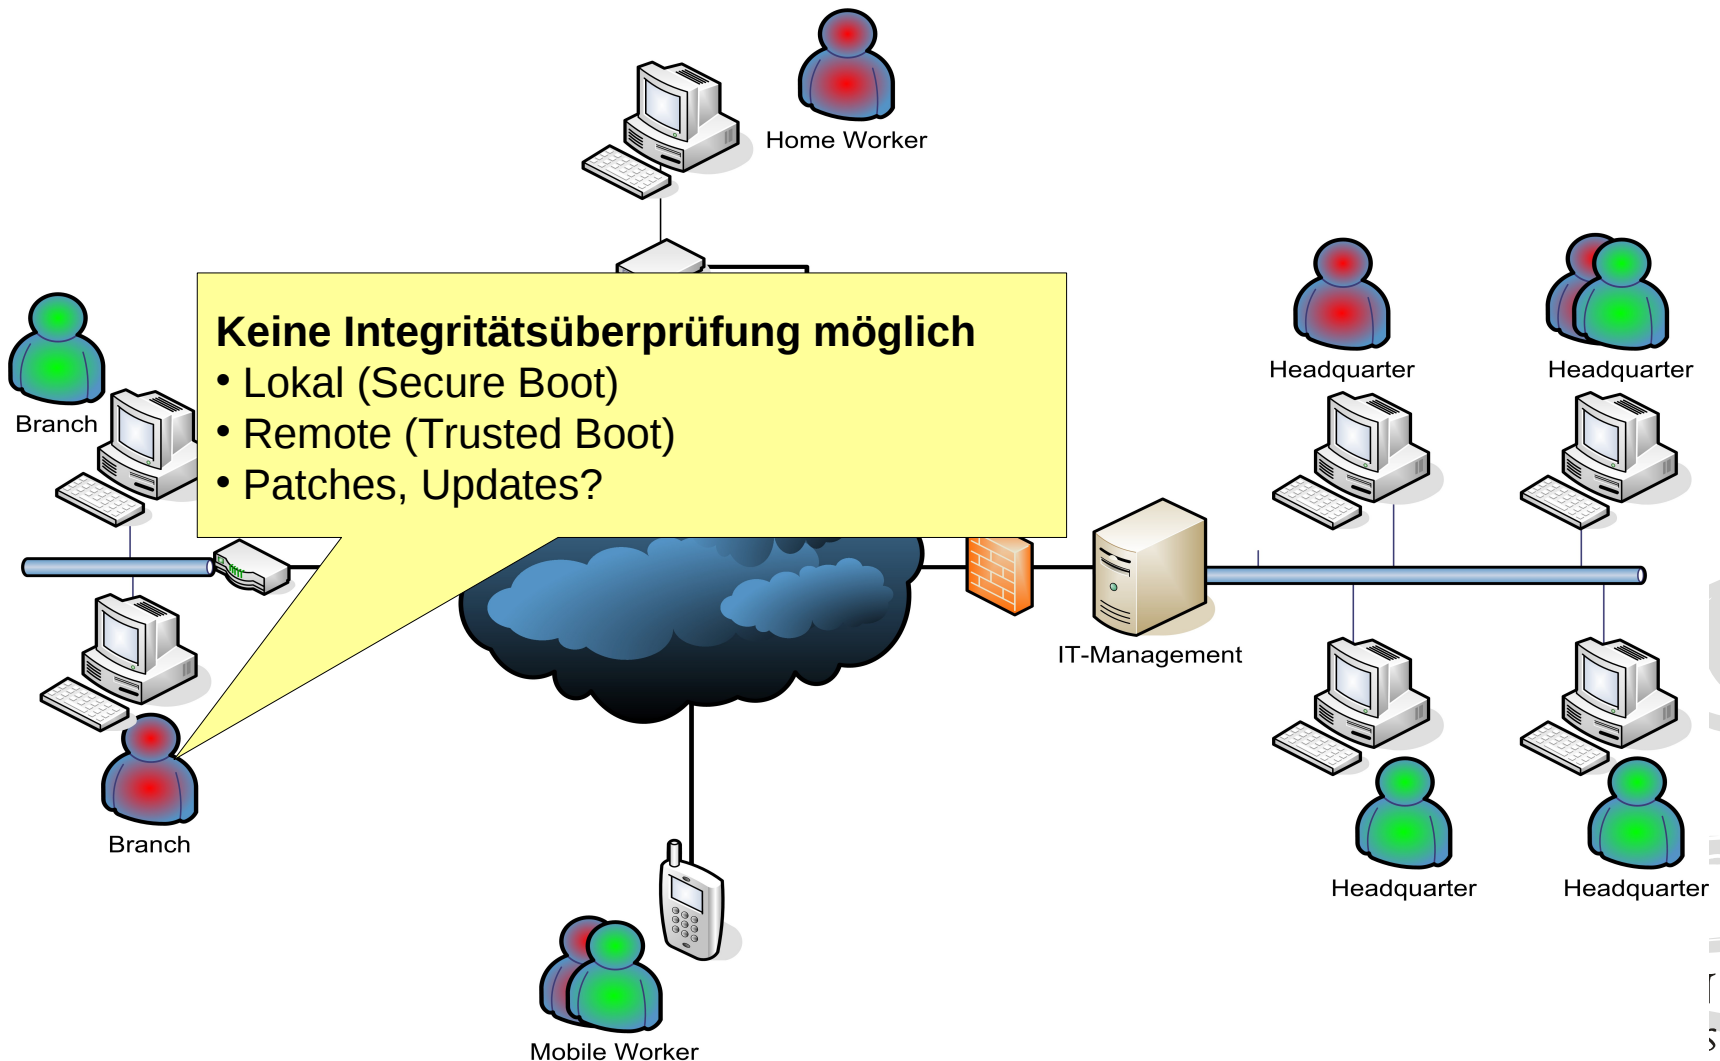 Home Worker
Keine Integritätsüberprüfung möglich
• Lokal (Secure Boot)
• Remote (Trusted Boot)
• Patches, Updates?
Branch
Headquarter
Headquarter
IT-Management
Branch
Headquarter
Headquarter
Mobile Worker